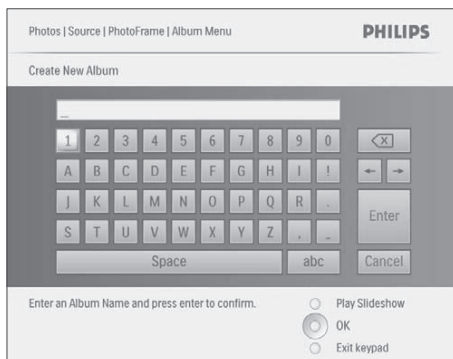 Photos | Source | PhotoFrame | Album Menu
PHILIPS
Create New Album
_
1 2 3 4 5 6 7 8 9 0
A B C D E F G H I !
J K L M N O P Q R .
S T U V W X Y Z , _
Enter
Space abc Cancel
Enter an Album Name and press enter to confirm.
Play Slideshow
OK
Exit keypad